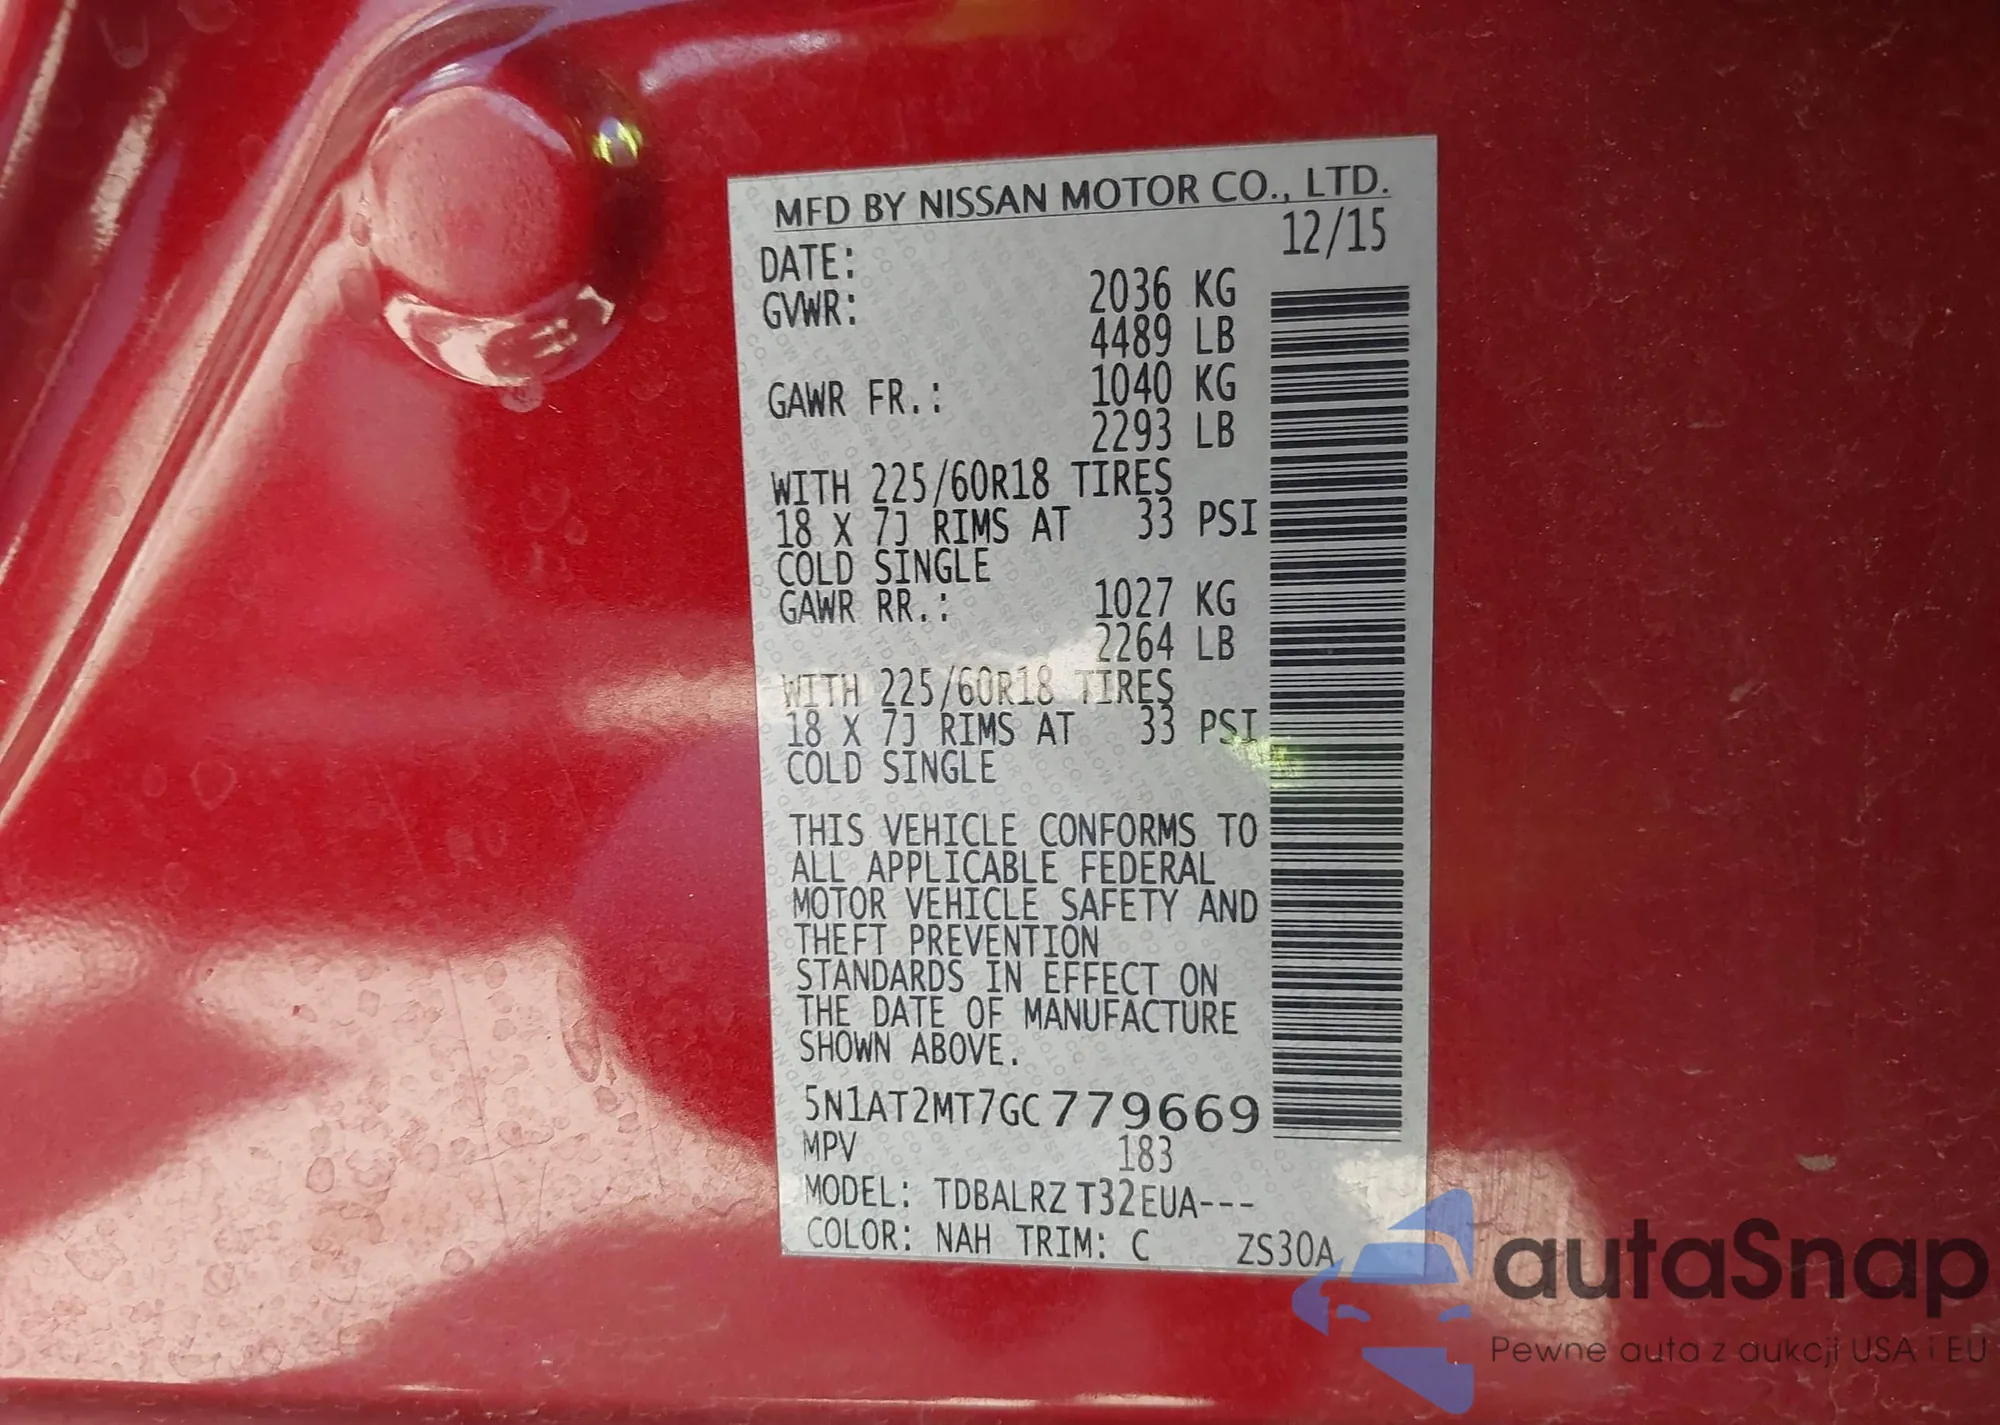 MFD BY NISSAN MOTOR CO., LTD.
DATE: 12/15
GVWR: 2036 KG
4489 LB
GAWR FR.: 1040 KG
2293 LB
WITH 225/60R18 TIRES
18 X 7J RIMS AT 33 PSI
COLD SINGLE
GAWR RR.: 1027 KG
2264 LB
WITH 225/60R18 TIRES
18 X 7J RIMS AT 33 PSI
COLD SINGLE
THIS VEHICLE CONFORMS TO
ALL APPLICABLE FEDERAL
MOTOR VEHICLE SAFETY AND
THEFT PREVENTION
STANDARDS IN EFFECT ON
THE DATE OF MANUFACTURE
SHOWN ABOVE.
5N1AT2MT7GC779669
MPV 183
MODEL: TDBALRZ T32EUA---
COLOR: NAH TRIM: C ZS30A
autaSnap
Pewne auta z aukcji USA i EU